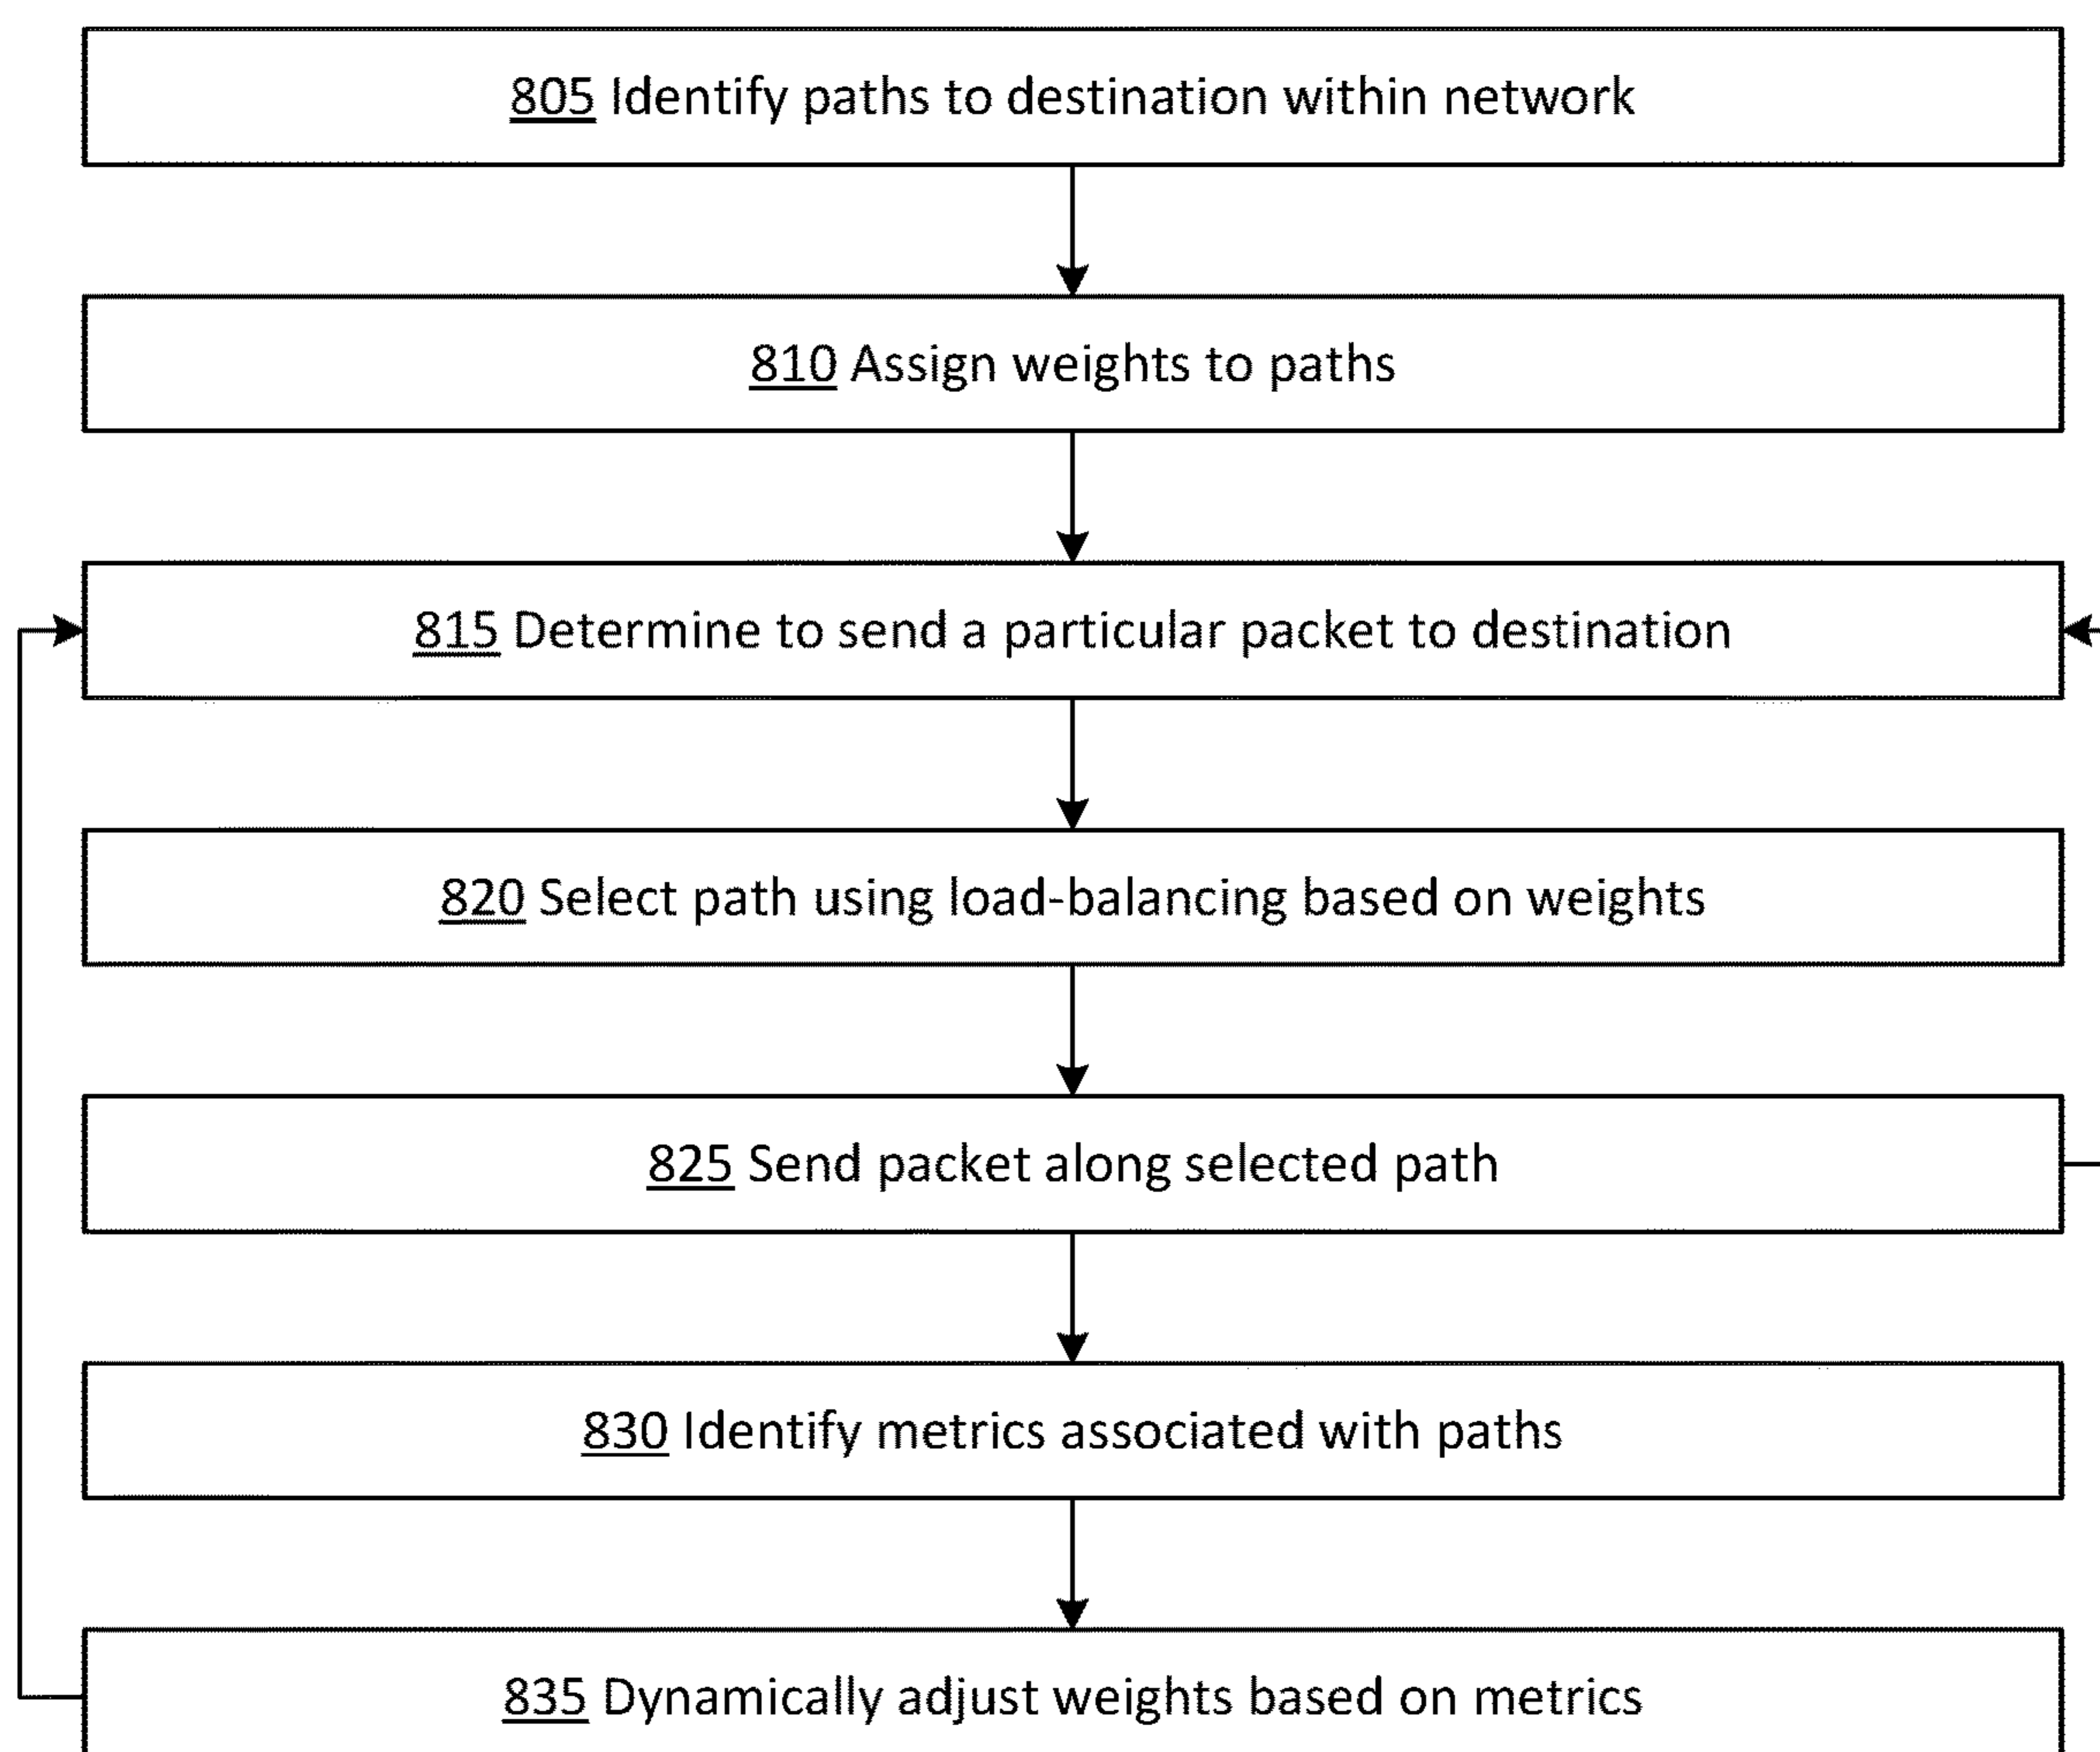 805 Identify paths to destination within network
810 Assign weights to paths
815 Determine to send a particular packet to destination
820 Select path using load-balancing based on weights
825 Send packet along selected path
830 Identify metrics associated with paths
835 Dynamically adjust weights based on metrics